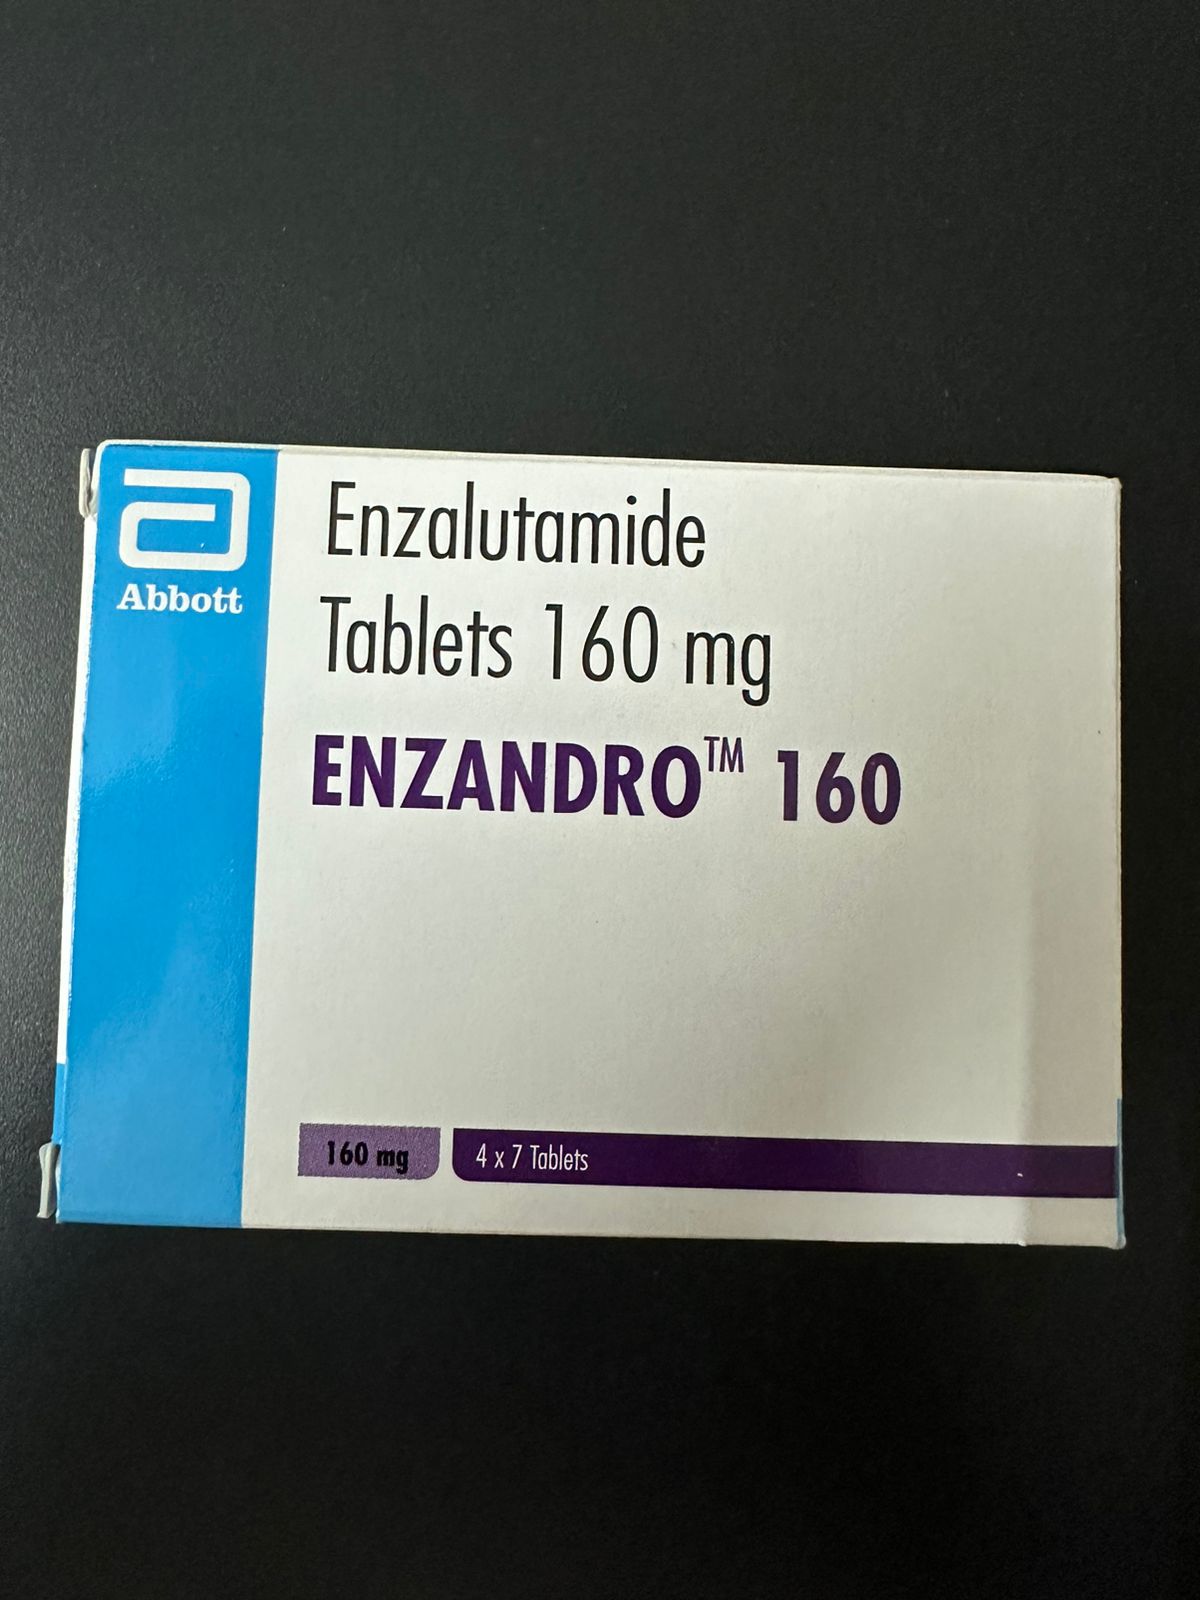 Abbott
Enzalutamide
Tablets 160 mg
ENZANDRO™ 160
160 mg
4 x 7 Tablets